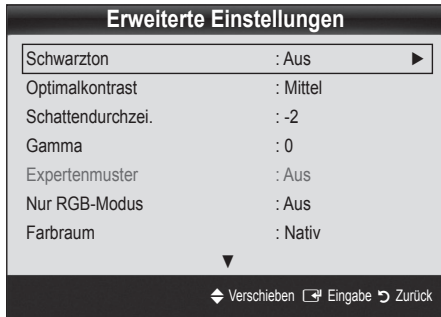 Erweiterte Einstellungen
Schwarzton : Aus ►
Optimalkontrast : Mittel
Schattendurchzei. : -2
Gamma : 0
Expertenmuster : Aus
Nur RGB-Modus : Aus
Farbraum : Nativ
▼
Verschieben Eingabe Zurück